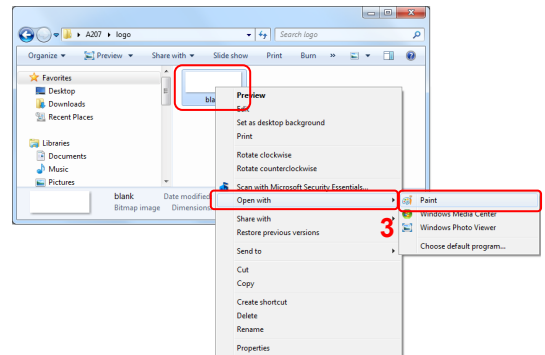 A207 ▸ logo
Search logo
Organize Preview Share with Slide show Print Burn »
Favorites
Desktop
Downloads
Recent Places
Libraries
Documents
Music
Pictures
blank Date modified
Bitmap image Dimensions
Preview
Edit
Set as desktop background
Print
Rotate clockwise
Rotate counterclockwise
Scan with Microsoft Security Essentials...
Open with
Share with
Restore previous versions
Send to
Cut
Copy
Create shortcut
Delete
Rename
Properties
3
Paint
Windows Media Center
Windows Photo Viewer
Choose default program...